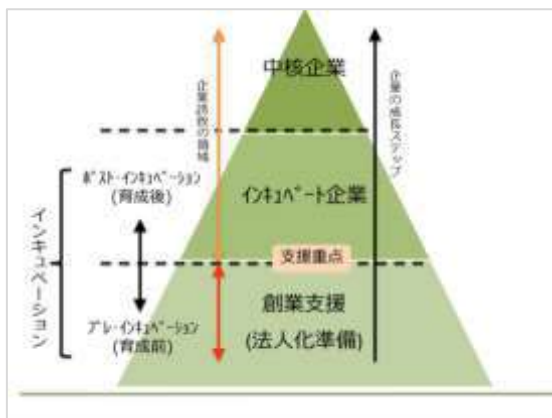 中核企業
企業誘致の領域
企業の成長ステップ
ﾎﾟｽﾄ・ｲﾝｷｭﾍﾞｰｼｮﾝ
(育成後)
ｲﾝｷｭﾍﾞｰﾄ企業
インキュベーション
支援重点
創業支援
(法人化準備)
ﾌﾟﾚ・ｲﾝｷｭﾍﾞｰｼｮﾝ
(育成前)